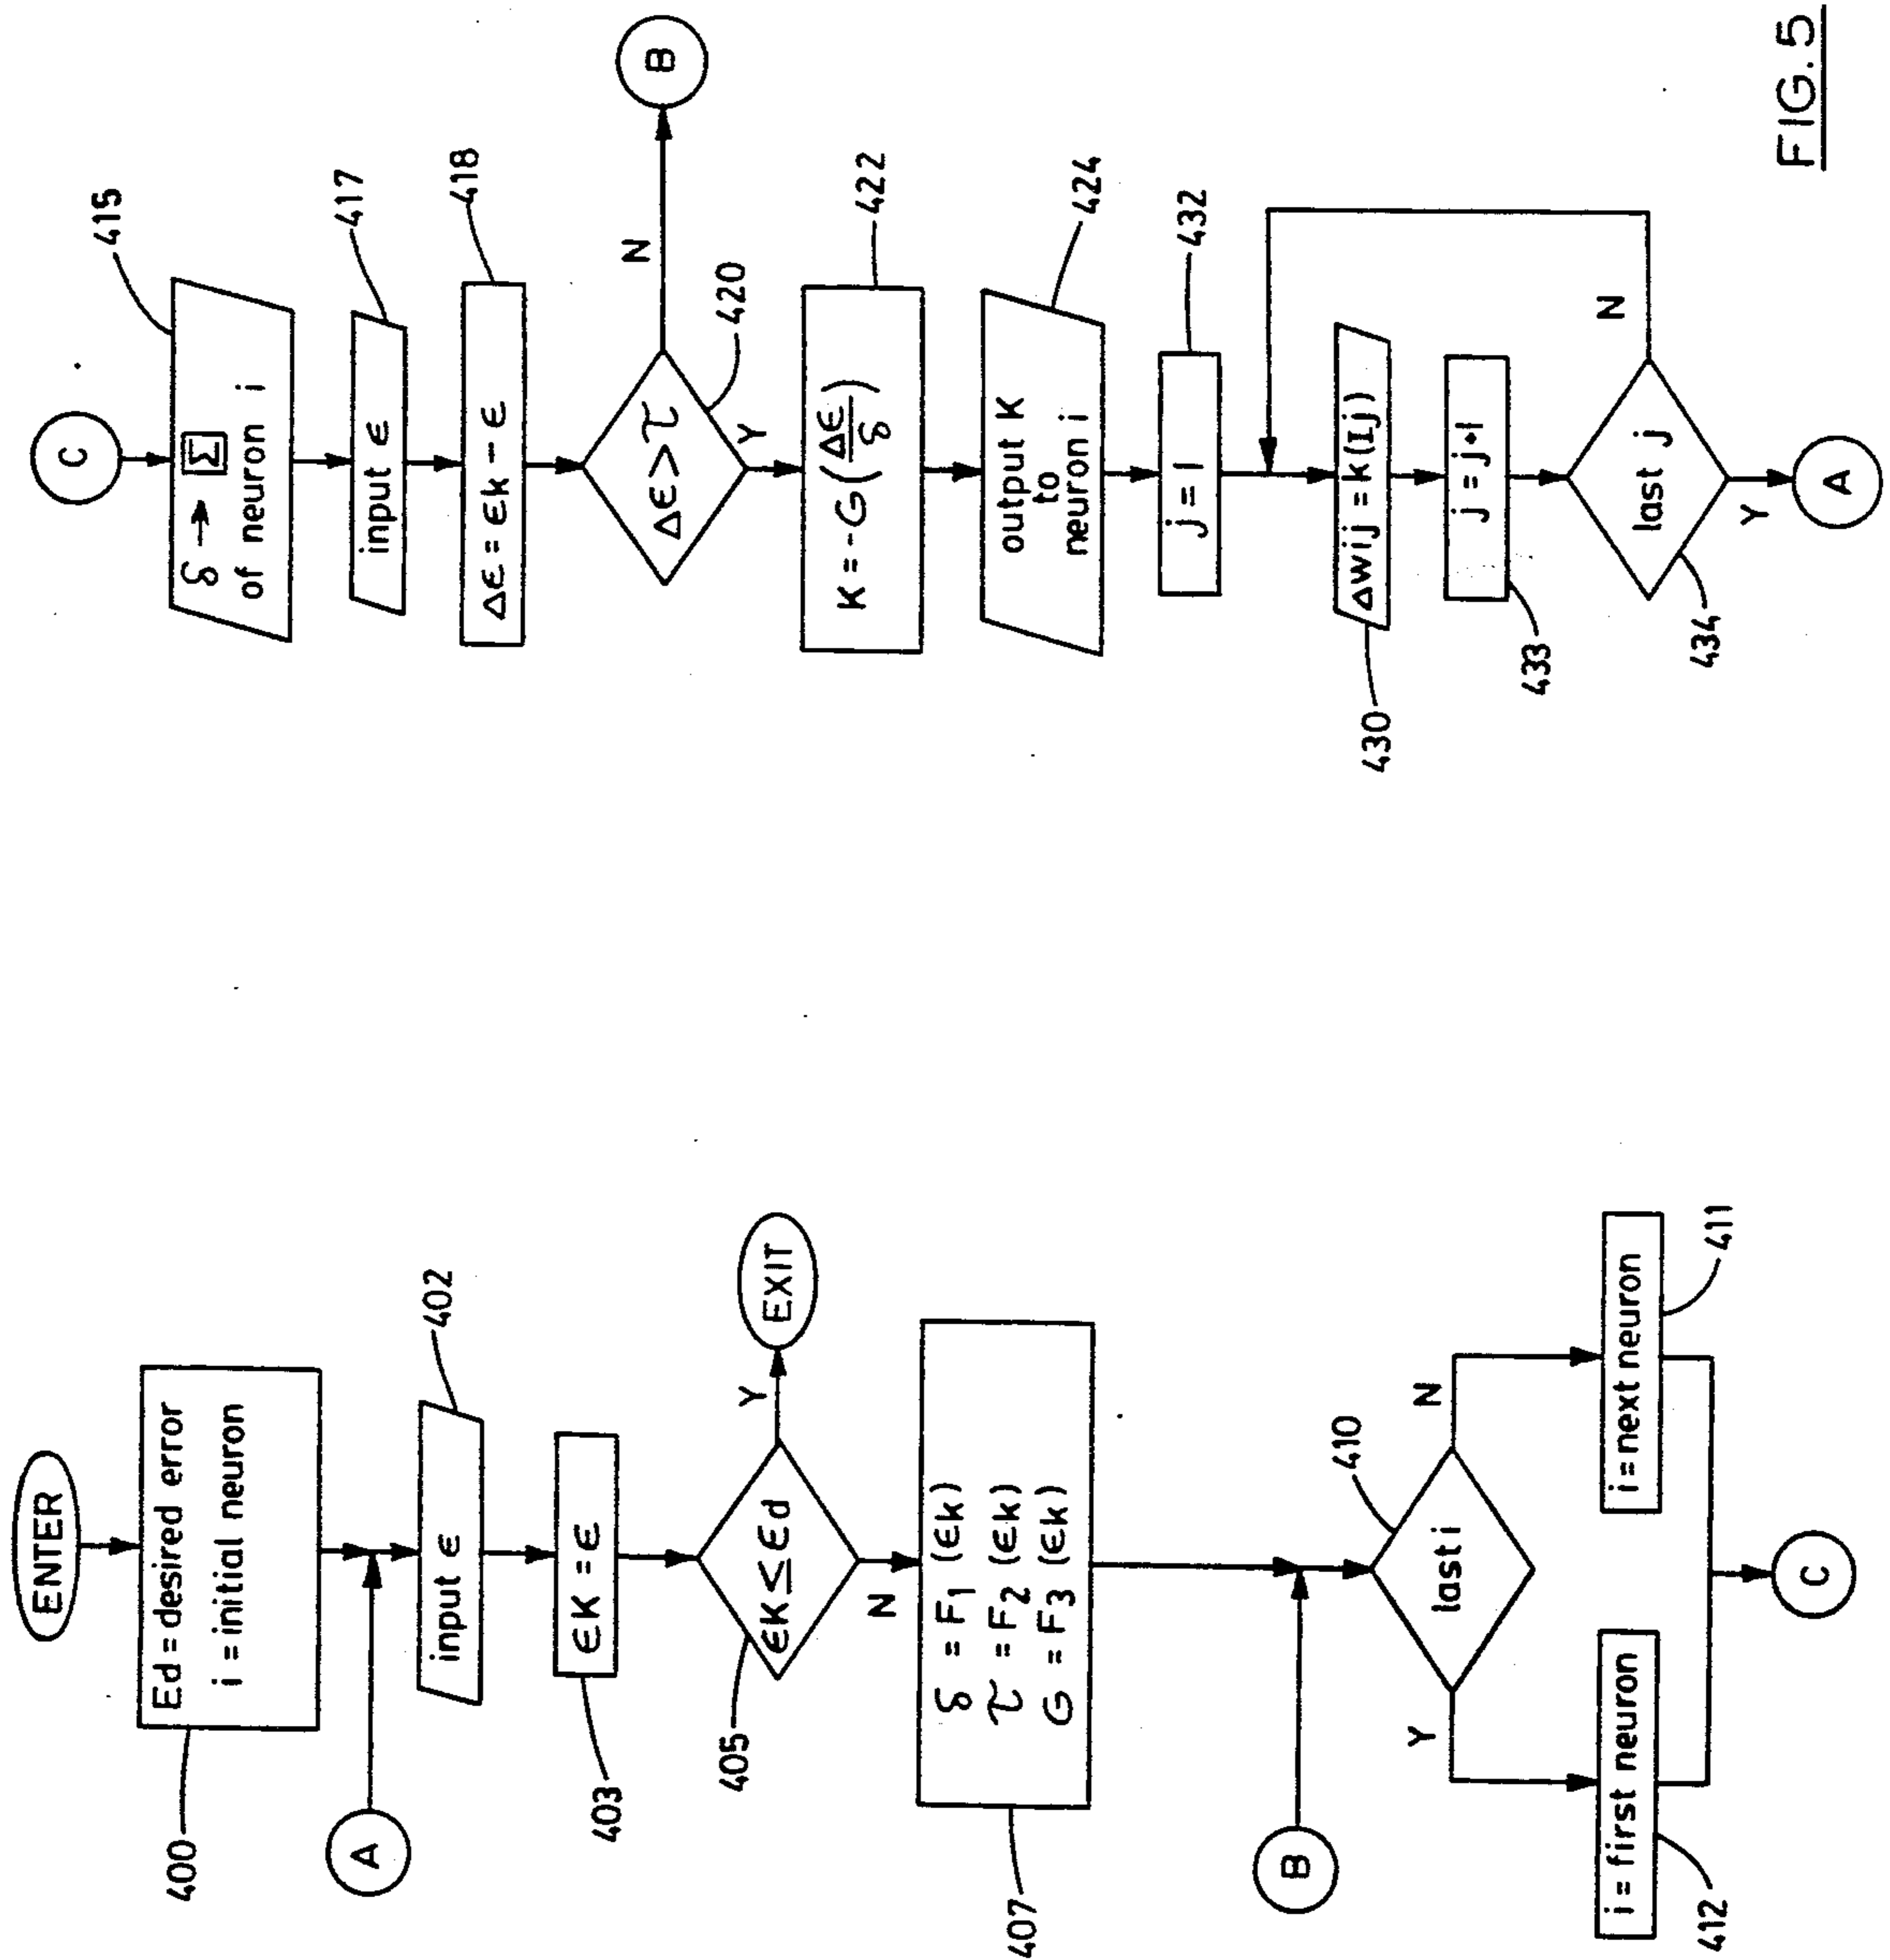 ENTER
400
Ed = desired error
i = initial neuron
A
402
input ϵ
403
ϵK = ϵ
405
ϵK ≤ ϵd
Y
EXIT
N
407
δ = F₁ (ϵk)
τ = F₂ (ϵk)
G = F₃ (ϵk)
B
410
last i
Y
N
i = first neuron
412
i = next neuron
411
C
C
415
δ → Σ
of neuron i
417
input ϵ
418
Δϵ = ϵk – ϵ
420
Δϵ > τ
N
B
Y
422
K = -G (Δϵ/δ)
424
output K
to
neuron i
432
j = 1
430
Δwij = k(Ij)
433
j = j+1
434
last j
N
Y
A
FIG. 5